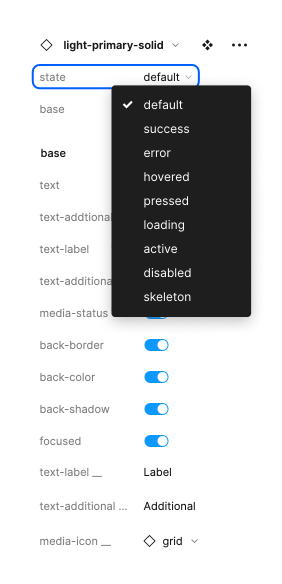 light-primary-solid
state default
base default
success
error
base hovered
text pressed
text-addtional loading
text-label active
text-additiona disabled
media-status skeleton
back-border
back-color
back-shadow
focused
text-label __ Label
text-additional ... Additional
media-icon __ grid